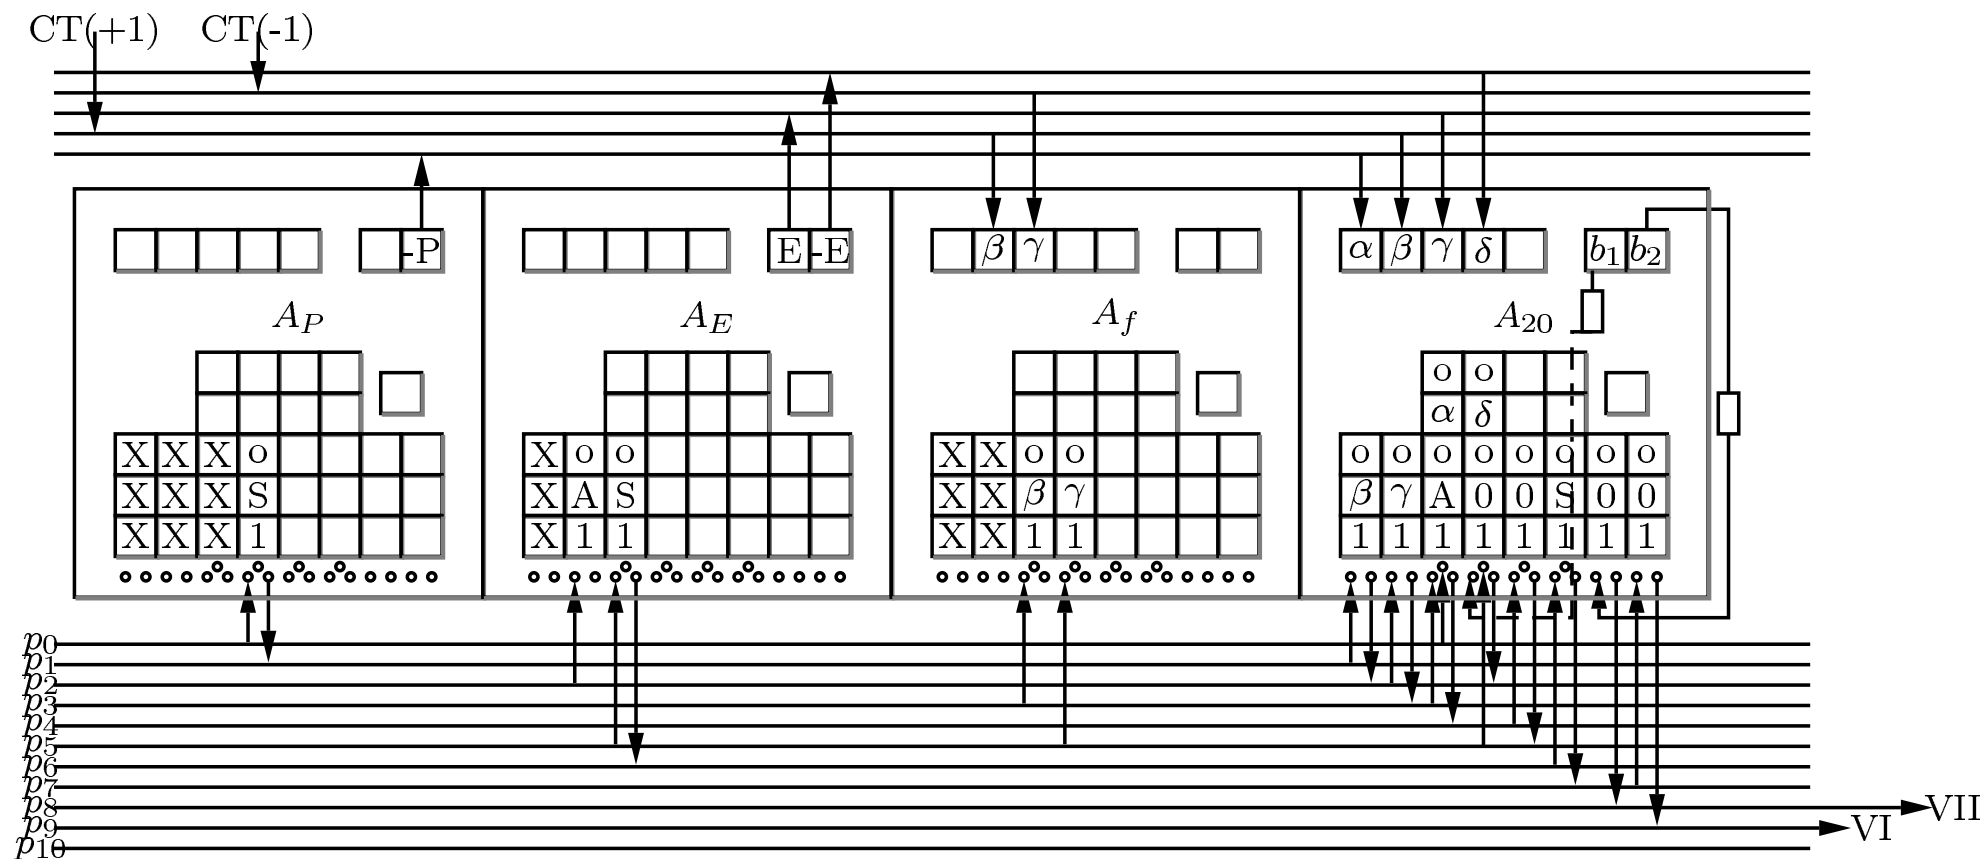 CT(+1) CT(-1)
-P E -E β γ α β γ δ b₁ b₂
A_P A_E A_f A₂₀
o o
α δ
X X X o X o o X X o o o o o o o o o o
X X X S X A S X X β γ β γ A 0 0 S 0 0
X X X 1 X 1 1 X X 1 1 1 1 1 1 1 1 1 1
p₀
p₁
p₂
p₃
p₄
p₅
p₆
p₇
p₈ VII
p₉ VI
p₁₀